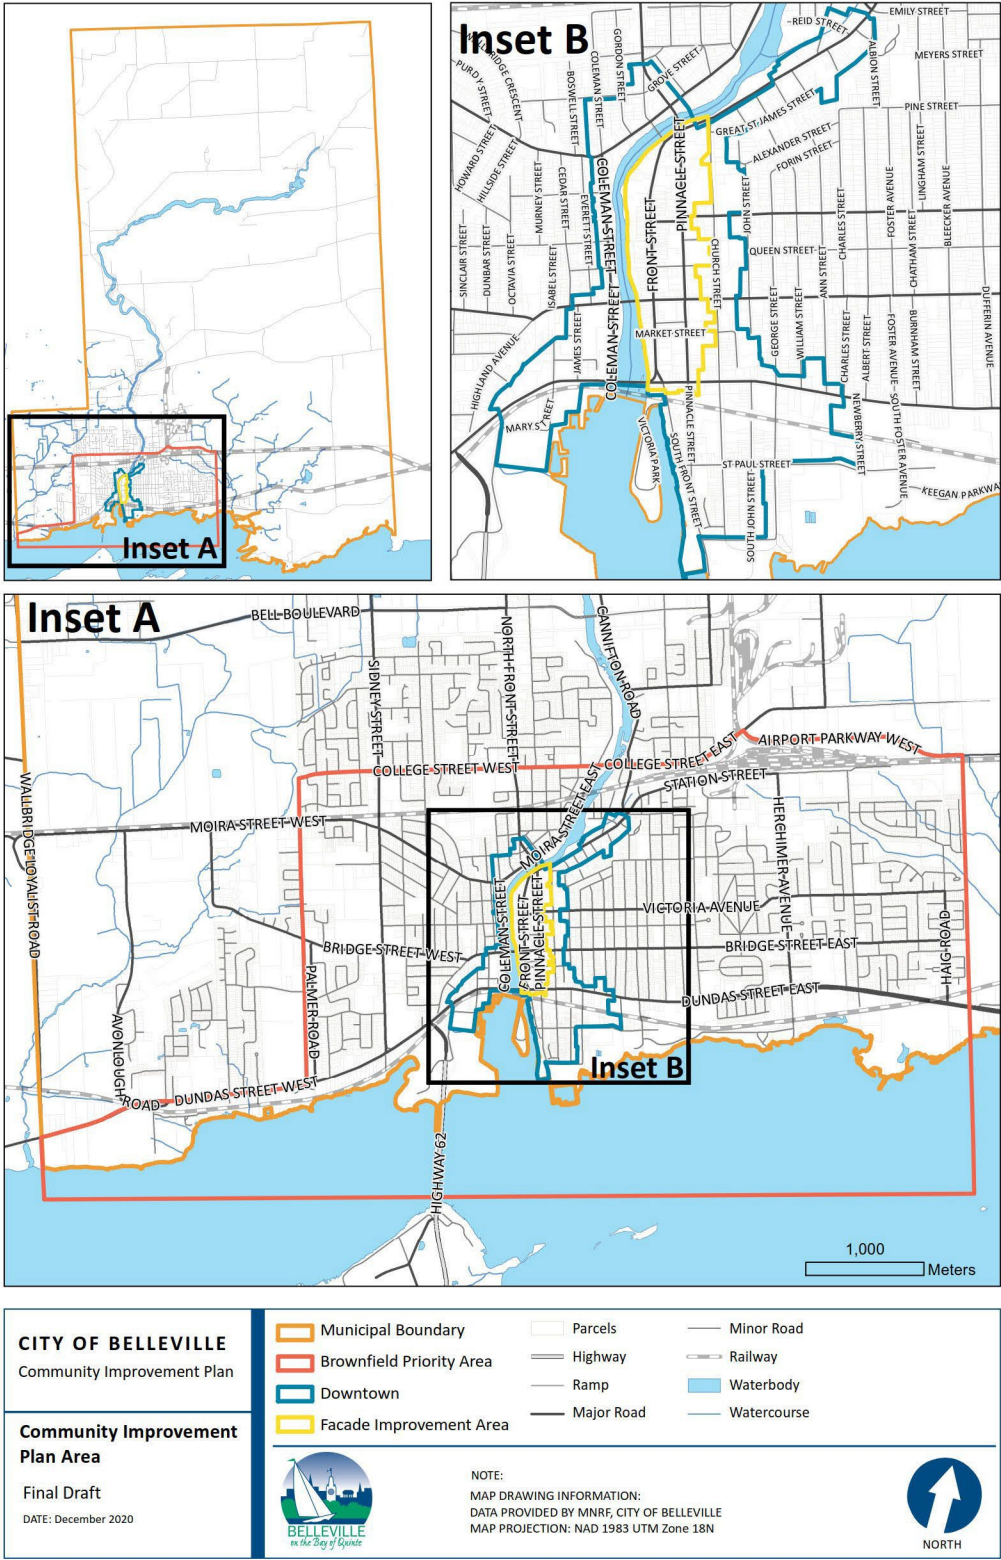 Inset A
Inset B
EMILY STREET
REID STREET
ALBION STREET
MEYERS STREET
GORDON STREET
COLEMAN STREET
GROVE STREET
PURDY STREET
BOSWELL STREET
PINE STREET
GREAT ST JAMES STREET
PINNACLE STREET
ALEXANDER STREET
FORIN STREET
HOWARD STREET
HILLSIDE STREET
LINGHAM STREET
BLEECKER AVENUE
MURNEY STREET
CEDAR STREET
EVERETT STREET
COLEMAN STREET
FRONT STREET
JOHN STREET
CHARLES STREET
FOSTER AVENUE
CHATHAM STREET
SINCLAIR STREET
DUNBAR STREET
OCTAVIA STREET
ISABEL STREET
CHURCH STREET
QUEEN STREET
ANN STREET
GEORGE STREET
WILLIAM STREET
DUFFERIN AVENUE
JAMES STREET
COLEMAN STREET
MARKET STREET
HIGHLAND AVENUE
CHARLES STREET
ALBERT STREET
FOSTER AVENUE
BURNHAM STREET
MARY STREET
VICTORIA PARK
PINNACLE STREET
SOUTH FRONT STREET
NEWBERRY STREET
SOUTH FOSTER AVENUE
ST PAUL STREET
SOUTH JOHN STREET
KEEGAN PARKWA
Inset A
BELL BOULEVARD
SIDNEY STREET
NORTH FRONT STREET
CANNIFTON ROAD
COLLEGE STREET WEST
COLLEGE STREET EAST
AIRPORT PARKWAY WEST
STATION STREET
WALLBRIDGE LOYALIST ROAD
MOIRA STREET WEST
MOIRA STREET EAST
HERCHIMER AVENUE
COLEMAN STREET
FRONT STREET
PINNACLE STREET
VICTORIA AVENUE
BRIDGE STREET WEST
BRIDGE STREET EAST
HAIG ROAD
PALMER ROAD
DUNDAS STREET EAST
AVONLOUGH
ROAD
DUNDAS STREET WEST
Inset B
HIGHWAY 62
1,000
Meters
CITY OF BELLEVILLE
Community Improvement Plan
Community Improvement
Plan Area
Final Draft
DATE: December 2020
Municipal Boundary
Brownfield Priority Area
Downtown
Facade Improvement Area
Parcels
Highway
Ramp
Major Road
Minor Road
Railway
Waterbody
Watercourse
BELLEVILLE
on the Bay of Quinte
NOTE:
MAP DRAWING INFORMATION:
DATA PROVIDED BY MNRF, CITY OF BELLEVILLE
MAP PROJECTION: NAD 1983 UTM Zone 18N
NORTH